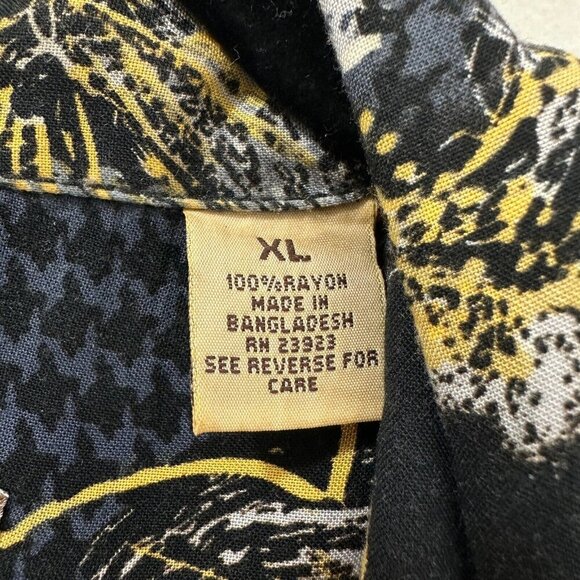 XL
100%RAYON
MADE IN
BANGLADESH
RN 23923
SEE REVERSE FOR
CARE